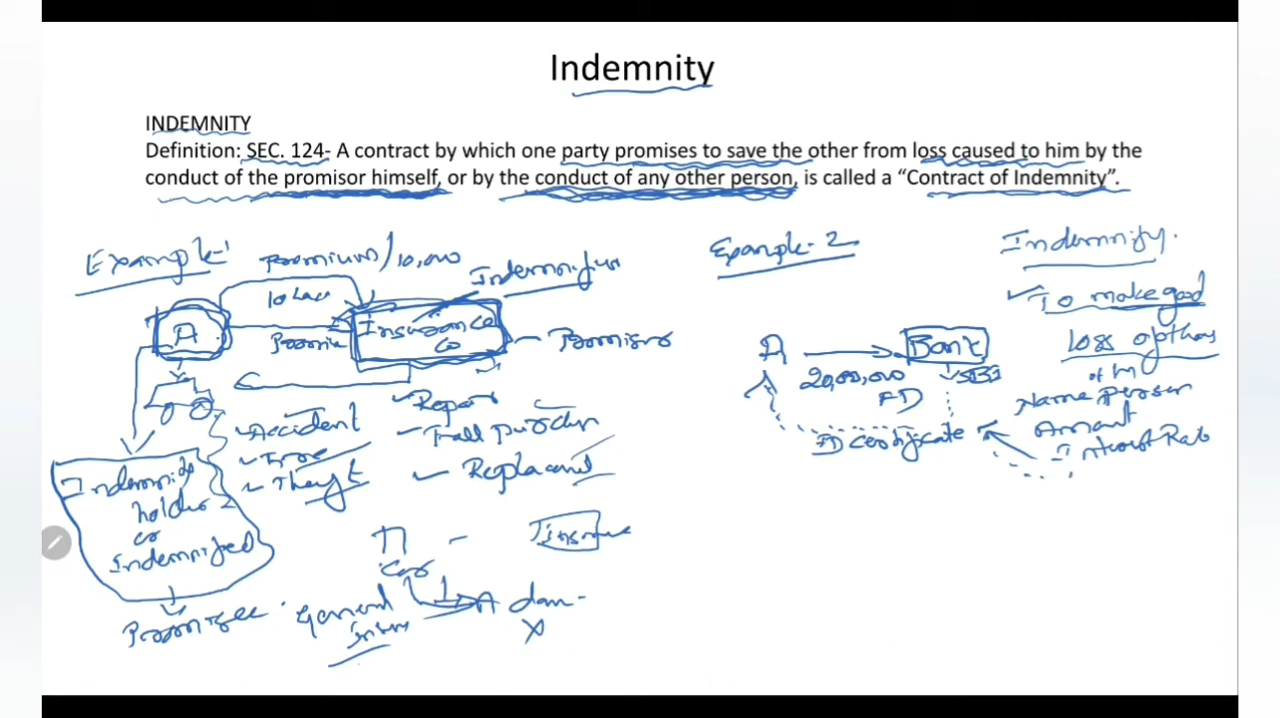 Indemnity
INDEMNITY
Definition: SEC. 124- A contract by which one party promises to save the other from loss caused to him by the
conduct of the promisor himself, or by the conduct of any other person, is called a “Contract of Indemnity”.
Example-1
Premium/10,000
10 Lac
Indemnifier
A
Insurance
Co
Promise
Promisor
Accident
Fire
Theft
Repair
Full
Replacement
Indemnity
holder
or
Indemnified
Promisee
General
Car
A
Example-2
A
Bank
20,00,000
FD
SBI
FD certificate
A
Indemnity.
To make good
loss of
Name person
Amount
Interest Rate